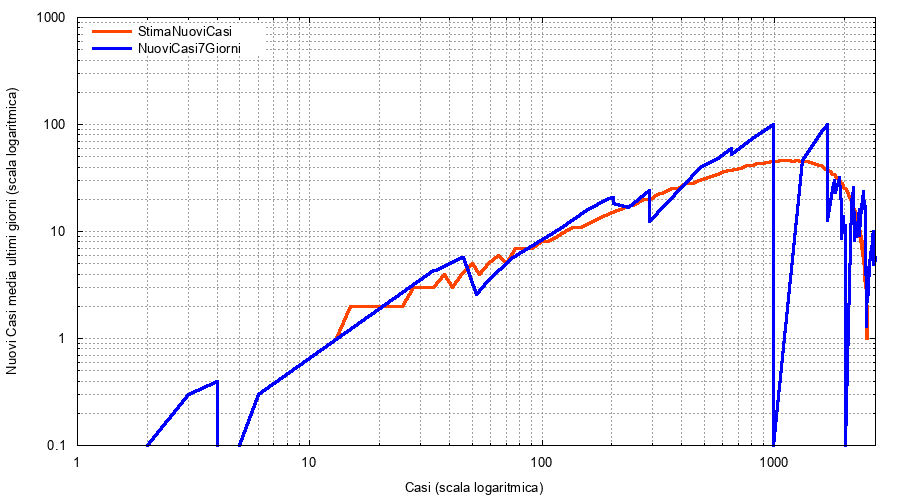 1000
StimaNuoviCasi
NuoviCasi7Giorni
100
10
1
0.1
Nuovi Casi media ultimi giorni (scala logaritmica)
1 10 100 1000
Casi (scala logaritmica)